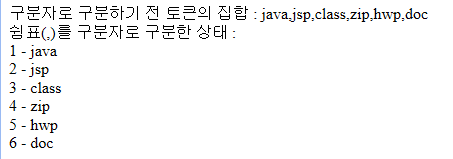 구분자로 구분하기 전 토큰의 집합 : java,jsp,class,zip,hwp,doc
쉼표(,)를 구분자로 구분한 상태 :
1 - java
2 - jsp
3 - class
4 - zip
5 - hwp
6 - doc